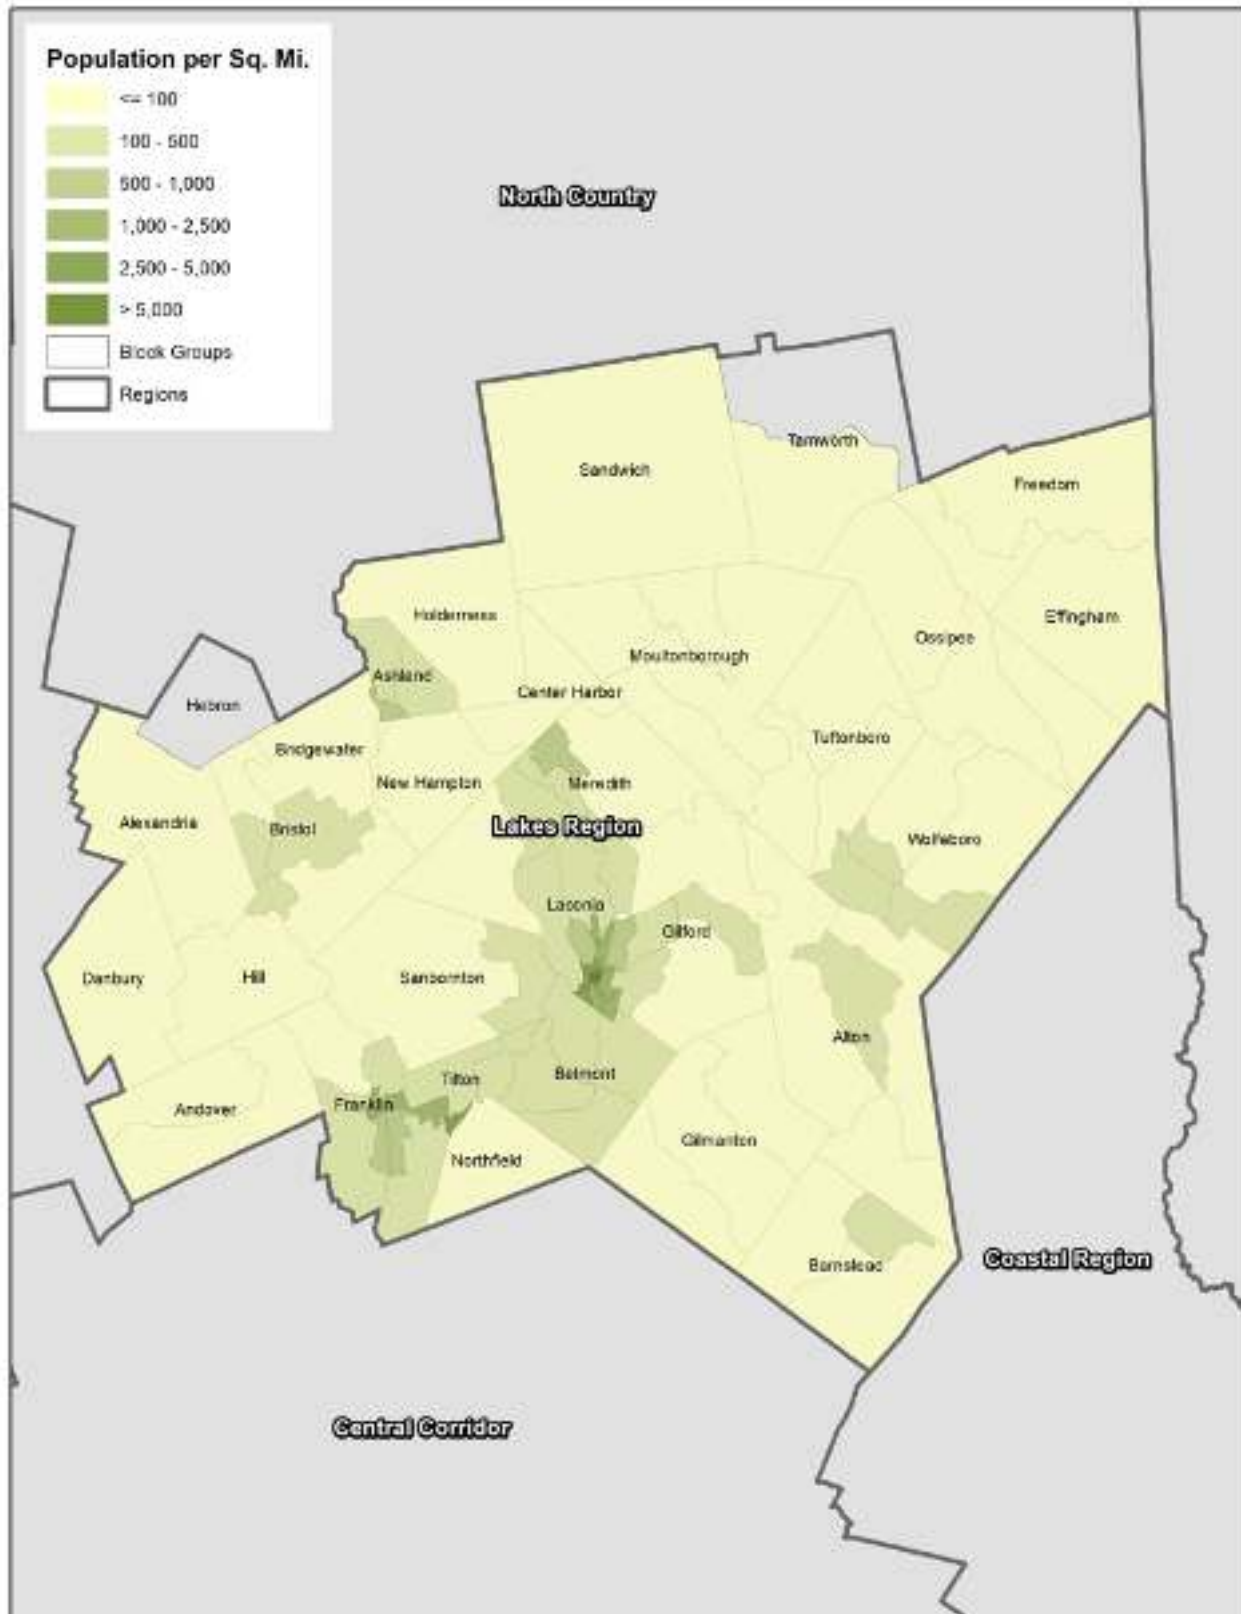 Population per Sq. Mi.
<= 100
100 - 500
500 - 1,000
1,000 - 2,500
2,500 - 5,000
> 5,000
Block Groups
Regions
North Country
Tamworth
Sandwich
Freedom
Holderness
Effingham
Ossipee
Moultonborough
Ashland
Center Harbor
Hebron
Tuftonboro
Bridgewater
New Hampton
Meredith
Alexandria
Bristol
Lakes Region
Wolfeboro
Laconia
Gilford
Danbury
Hill
Sanbornton
Alton
Belmont
Tilton
Franklin
Andover
Gilmanton
Northfield
Barnstead
Coastal Region
Central Corridor